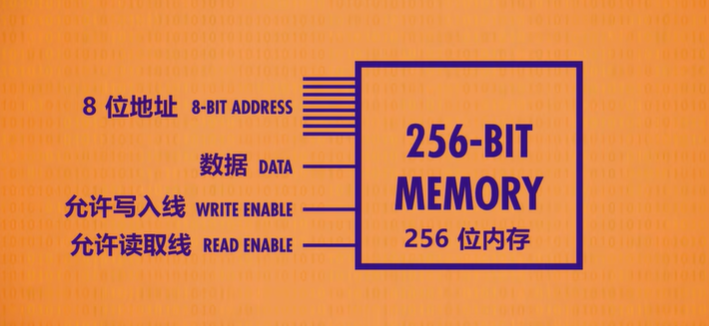 8 位地址 8-BIT ADDRESS
数据 DATA
允许写入线 WRITE ENABLE
允许读取线 READ ENABLE
256-BIT
MEMORY
256 位内存